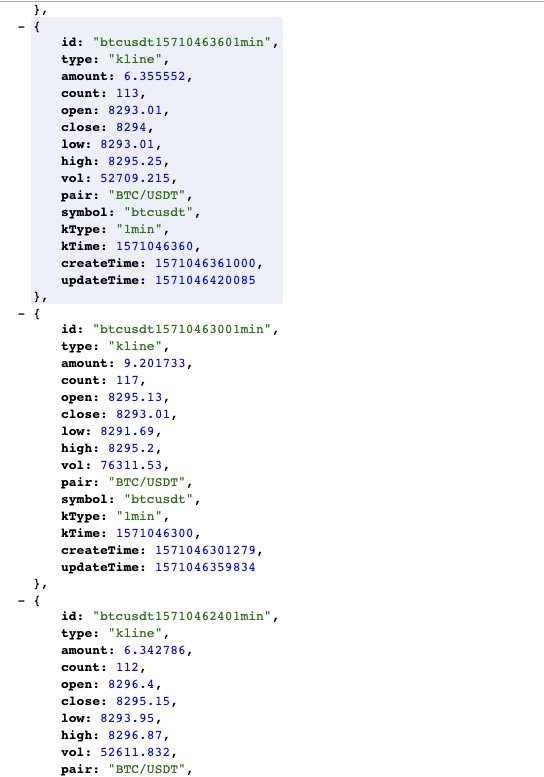 },
- {
id: "btcusdt15710463601min",
type: "kline",
amount: 6.355552,
count: 113,
open: 8293.01,
close: 8294,
low: 8293.01,
high: 8295.25,
vol: 52709.215,
pair: "BTC/USDT",
symbol: "btcusdt",
kType: "1min",
kTime: 1571046360,
createTime: 1571046361000,
updateTime: 1571046420085
},
- {
id: "btcusdt15710463001min",
type: "kline",
amount: 9.201733,
count: 117,
open: 8295.13,
close: 8293.01,
low: 8291.69,
high: 8295.2,
vol: 76311.53,
pair: "BTC/USDT",
symbol: "btcusdt",
kType: "1min",
kTime: 1571046300,
createTime: 1571046301279,
updateTime: 1571046359834
},
- {
id: "btcusdt15710462401min",
type: "kline",
amount: 6.342786,
count: 112,
open: 8296.4,
close: 8295.15,
low: 8293.95,
high: 8296.87,
vol: 52611.832,
pair: "BTC/USDT",